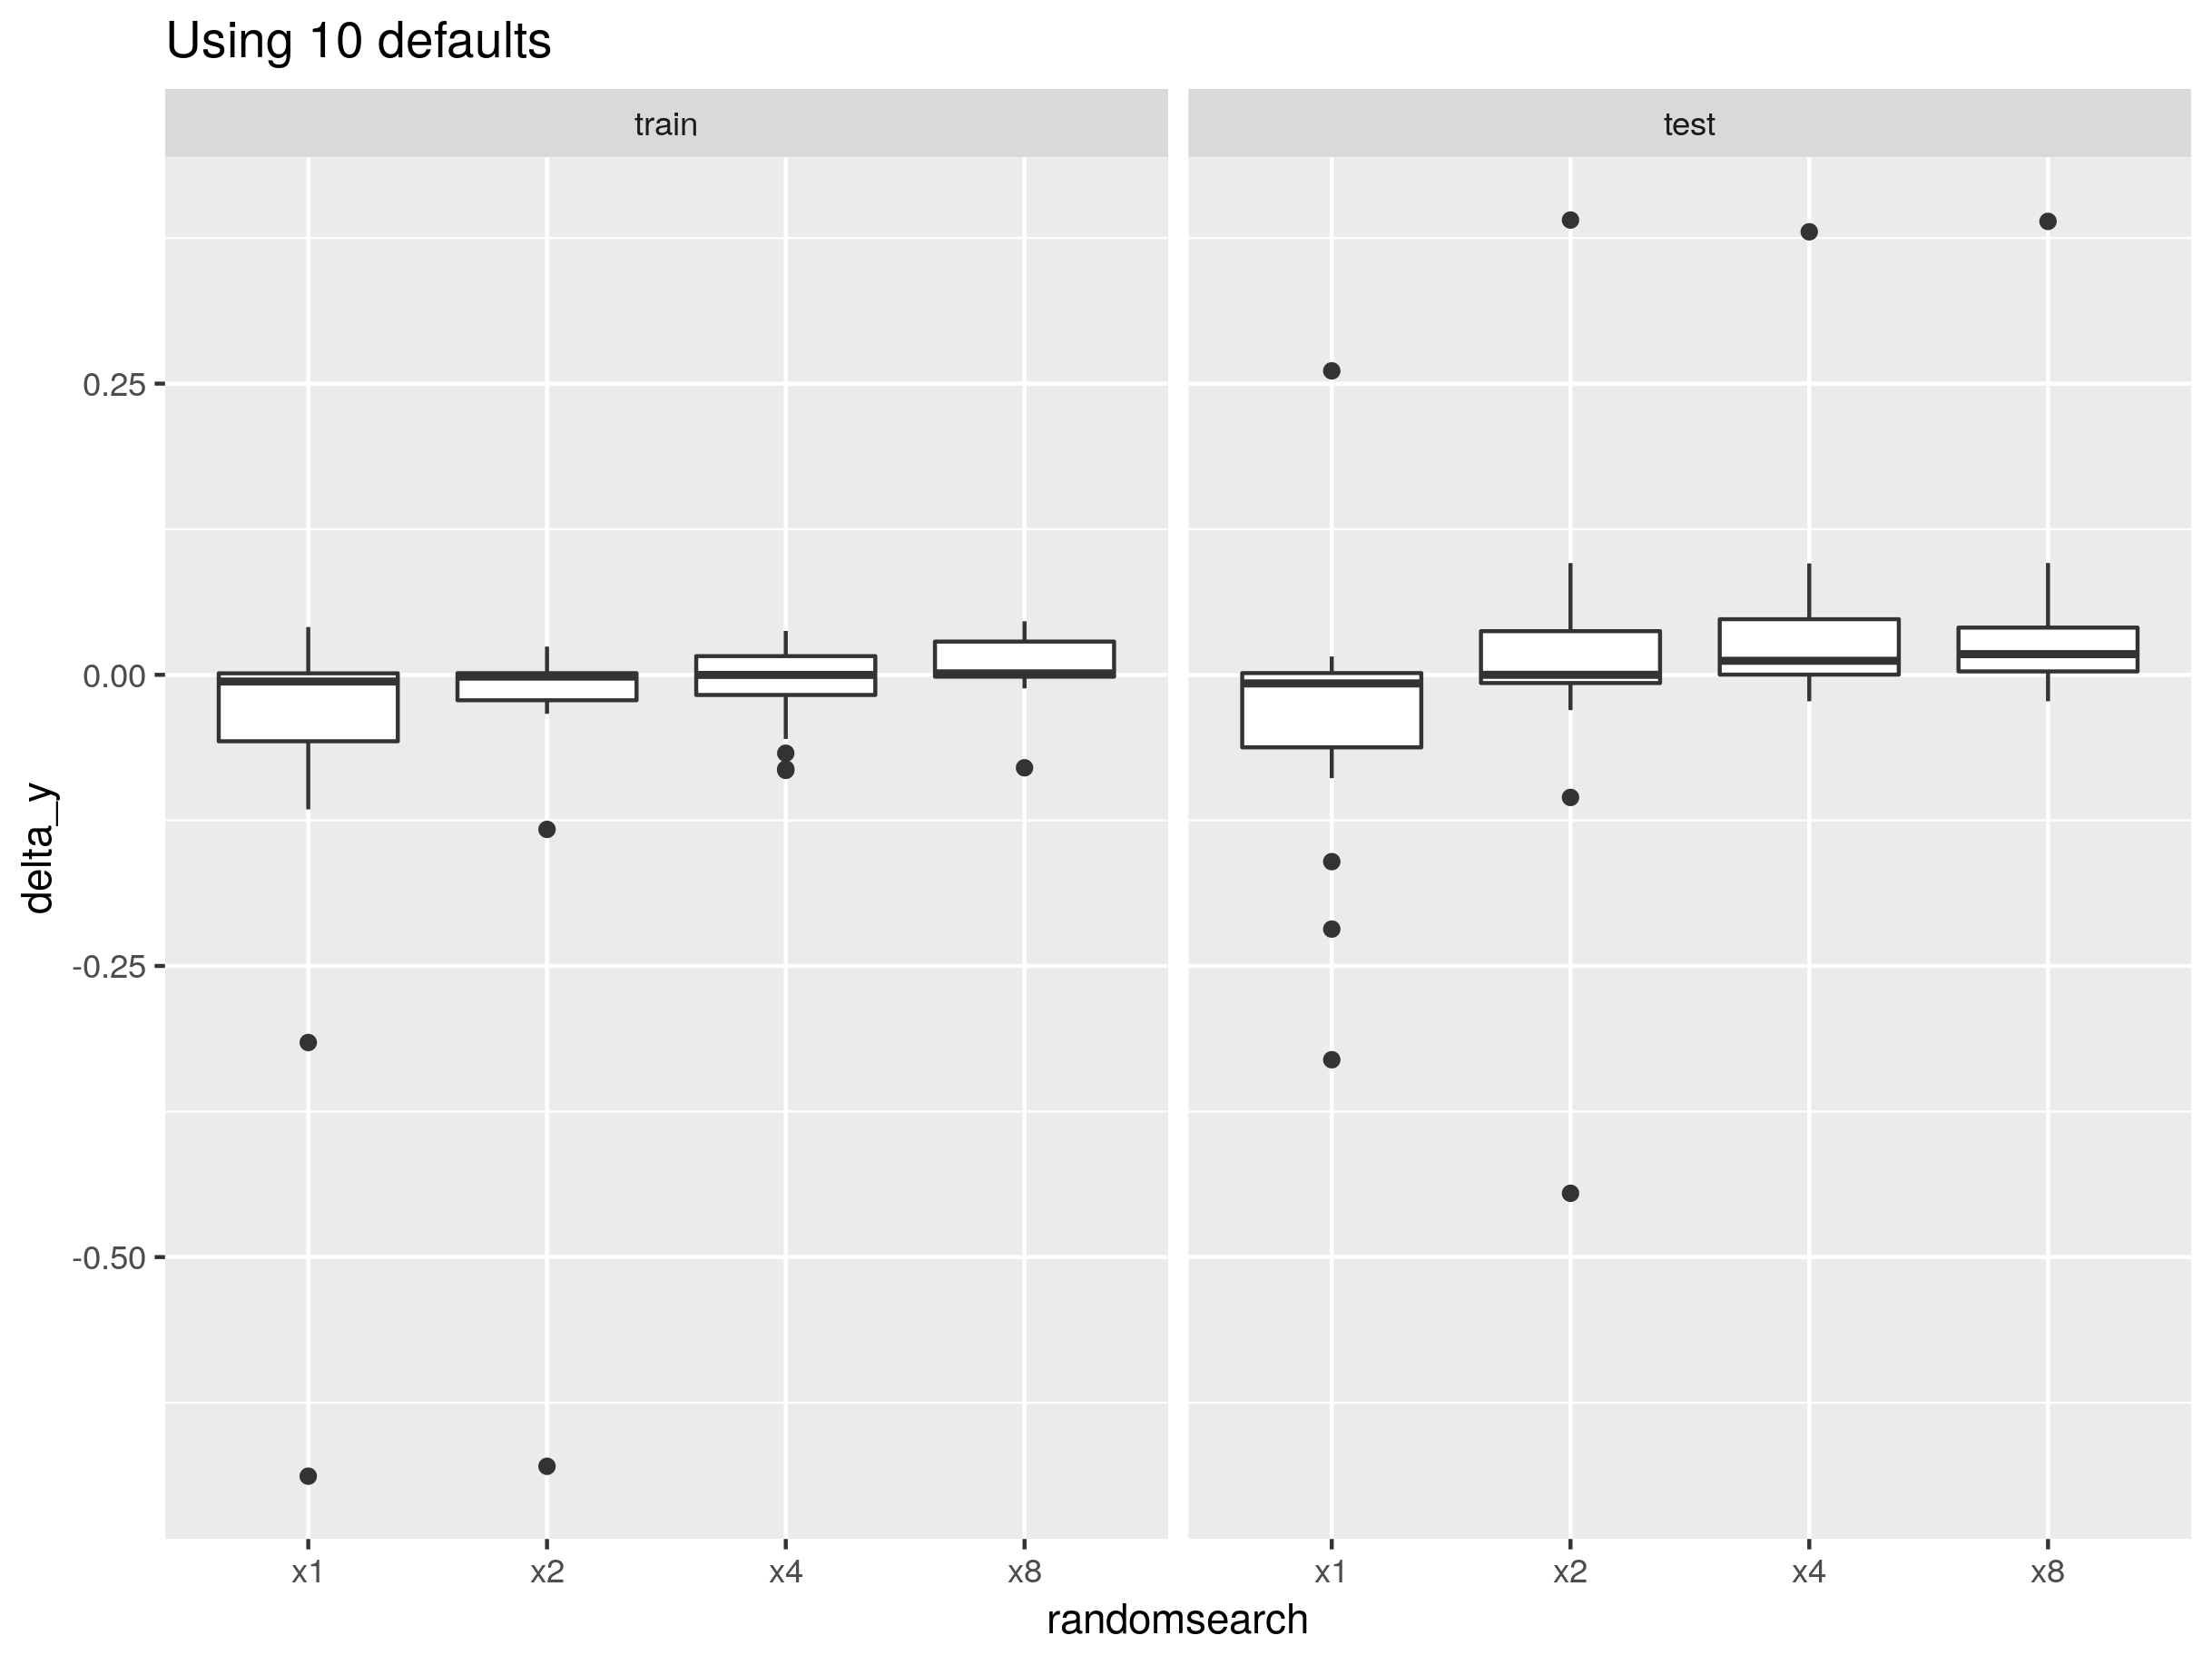 Using 10 defaults
train
test
0.25
0.00
-0.25
-0.50
delta_y
x1
x2
x4
x8
x1
x2
x4
x8
randomsearch